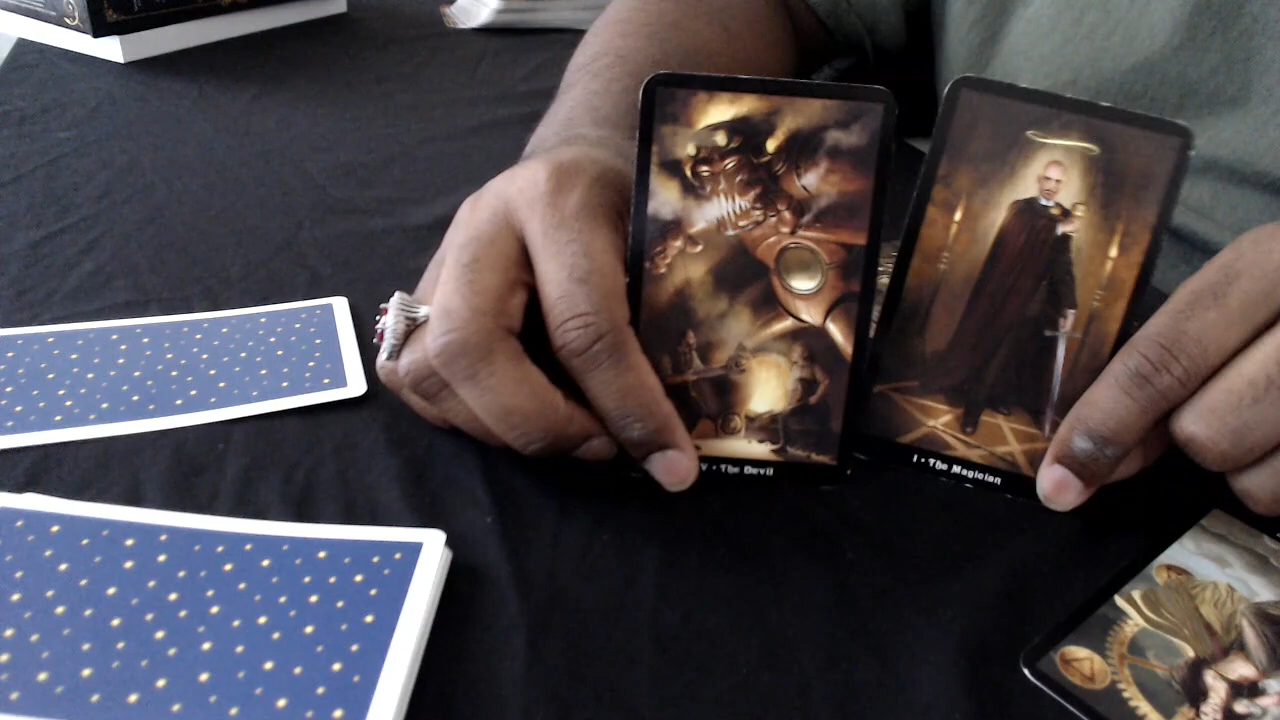 V • The Devil
I • The Magician